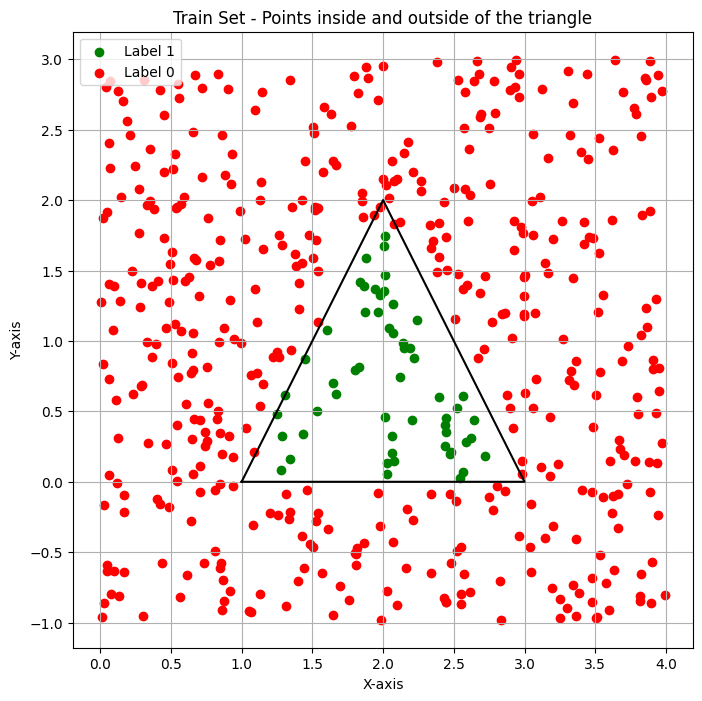 Train Set - Points inside and outside of the triangle
Label 1
Label 0
3.0
2.5
2.0
1.5
1.0
0.5
0.0
−0.5
−1.0
Y-axis
0.0 0.5 1.0 1.5 2.0 2.5 3.0 3.5 4.0
X-axis